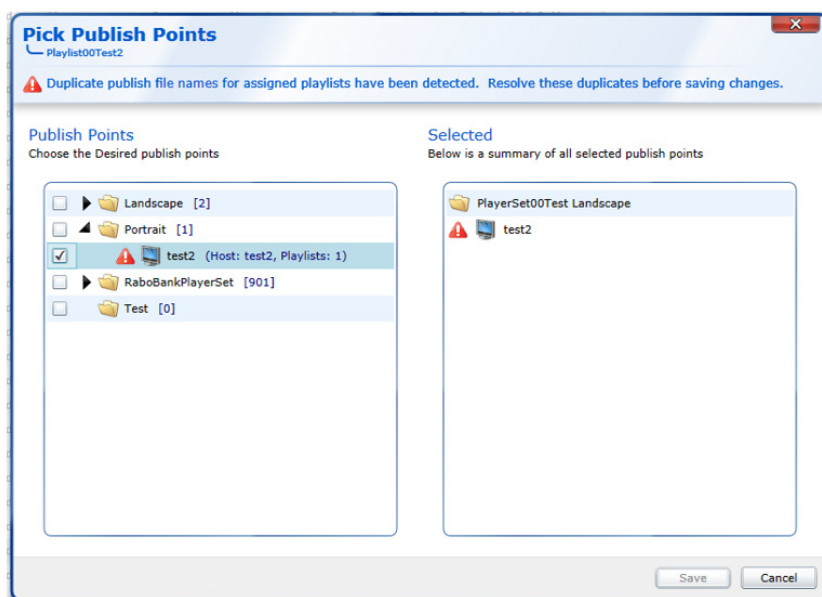 Pick Publish Points
Playlist00Test2
Duplicate publish file names for assigned playlists have been detected. Resolve these duplicates before saving changes.
Publish Points
Choose the Desired publish points
Landscape [2]
Portrait [1]
test2 (Host: test2, Playlists: 1)
RaboBankPlayerSet [901]
Test [0]
Selected
Below is a summary of all selected publish points
PlayerSet00Test Landscape
test2
Save
Cancel